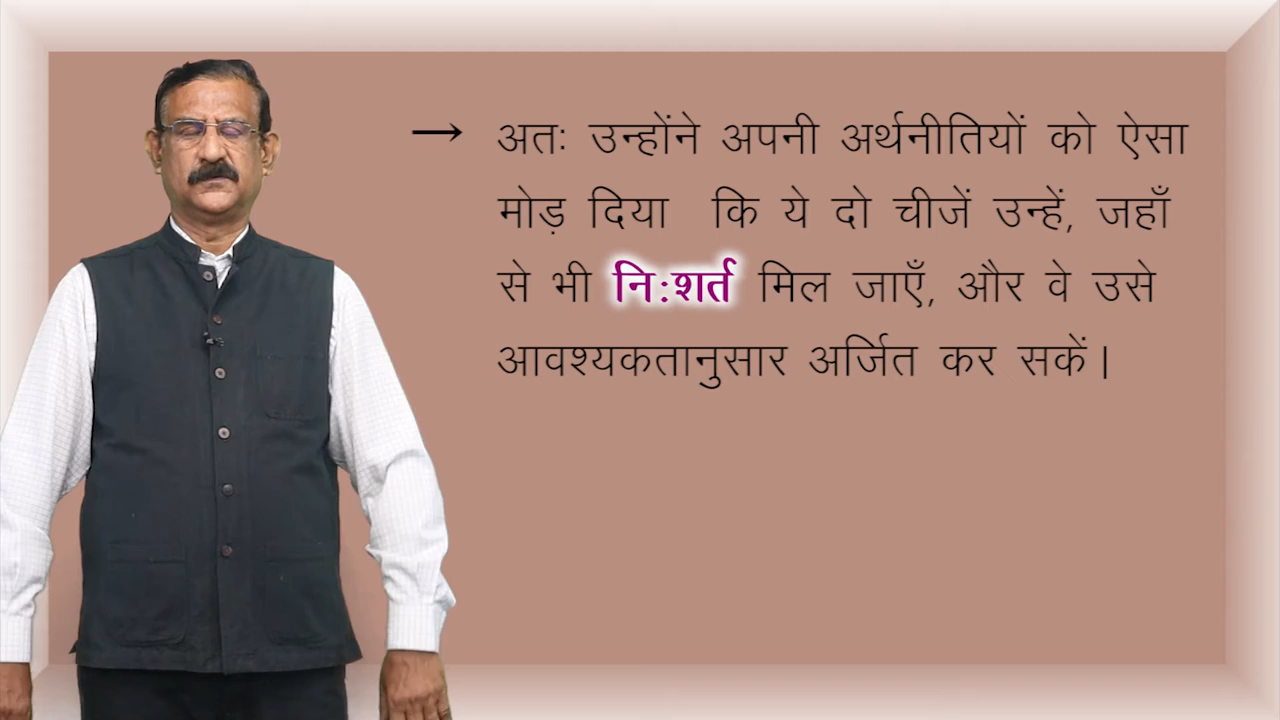 → अतः उन्होंने अपनी अर्थनीतियों को ऐसा
मोड़ दिया कि ये दो चीजें उन्हें, जहाँ
से भी नि:शर्त मिल जाएँ, और वे उसे
आवश्यकतानुसार अर्जित कर सकें।